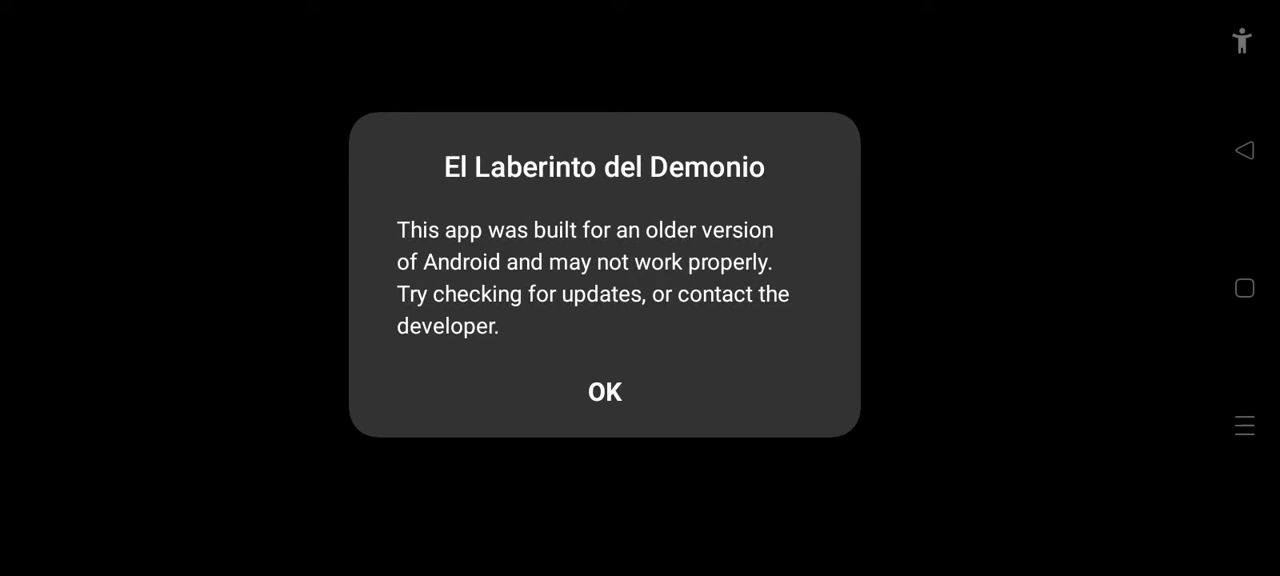 El Laberinto del Demonio
This app was built for an older version
of Android and may not work properly.
Try checking for updates, or contact the
developer.
OK